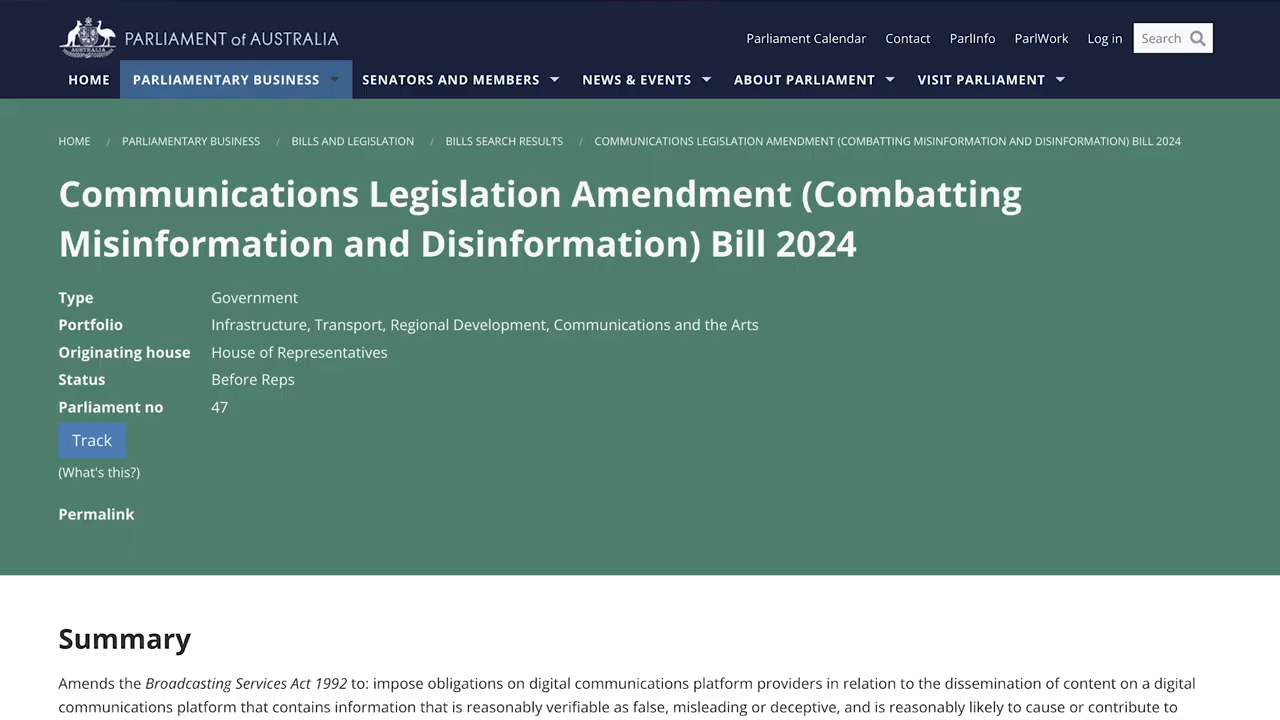 PARLIAMENT of AUSTRALIA
AUSTRALIA
Parliament Calendar Contact ParlInfo ParlWork Log in Search
HOME PARLIAMENTARY BUSINESS SENATORS AND MEMBERS NEWS & EVENTS ABOUT PARLIAMENT VISIT PARLIAMENT
HOME / PARLIAMENTARY BUSINESS / BILLS AND LEGISLATION / BILLS SEARCH RESULTS / COMMUNICATIONS LEGISLATION AMENDMENT (COMBATTING MISINFORMATION AND DISINFORMATION) BILL 2024
Communications Legislation Amendment (Combatting
Misinformation and Disinformation) Bill 2024
Type Government
Portfolio Infrastructure, Transport, Regional Development, Communications and the Arts
Originating house House of Representatives
Status Before Reps
Parliament no 47
Track
(What's this?)
Permalink
Summary
Amends the Broadcasting Services Act 1992 to: impose obligations on digital communications platform providers in relation to the dissemination of content on a digital
communications platform that contains information that is reasonably verifiable as false, misleading or deceptive, and is reasonably likely to cause or contribute to